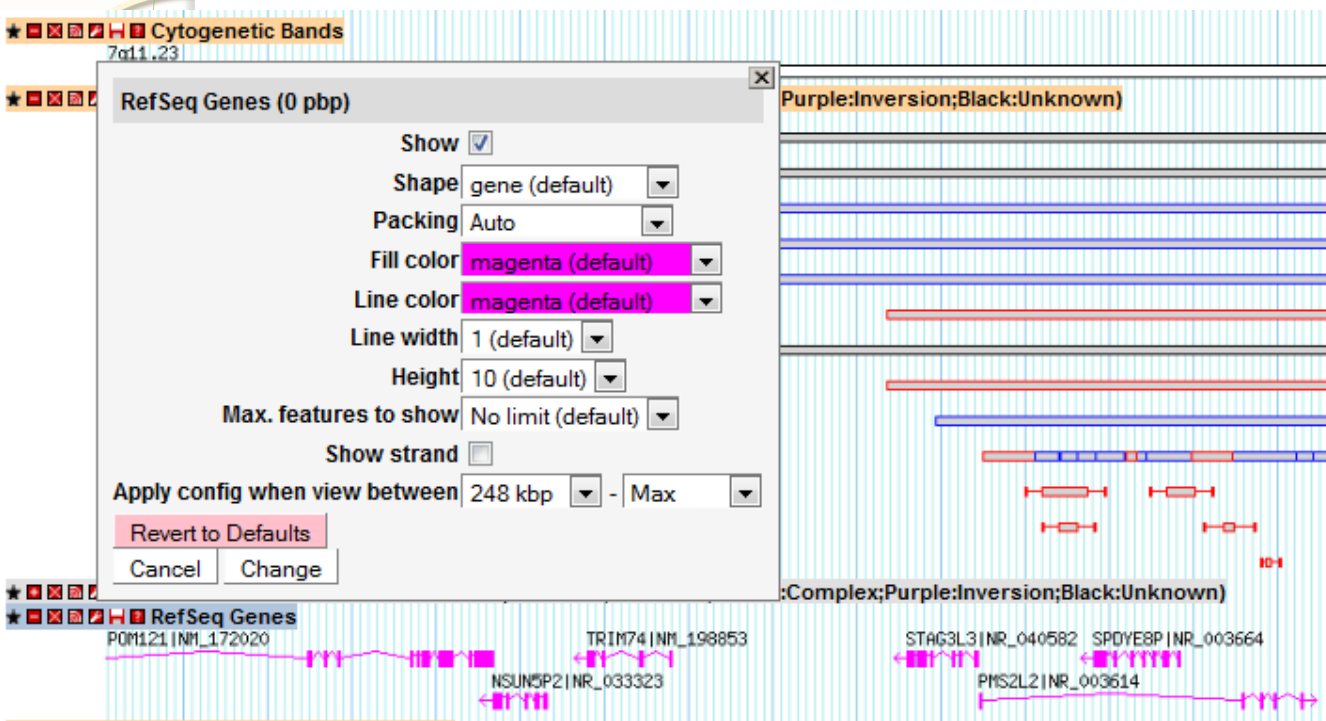 Cytogenetic Bands
7q11.23
RefSeq Genes (0 pbp)
Purple:Inversion;Black:Unknown)
Show
Shape gene (default)
Packing Auto
Fill color magenta (default)
Line color magenta (default)
Line width 1 (default)
Height 10 (default)
Max. features to show No limit (default)
Show strand
Apply config when view between 248 kbp - Max
Revert to Defaults
Cancel Change
:Complex;Purple:Inversion;Black:Unknown)
RefSeq Genes
POM121|NM_172020 TRIM74|NM_198853 STAG3L3|NR_040582 SPDYE8P|NR_003664
NSUN5P2|NR_033323 PMS2L2|NR_003614